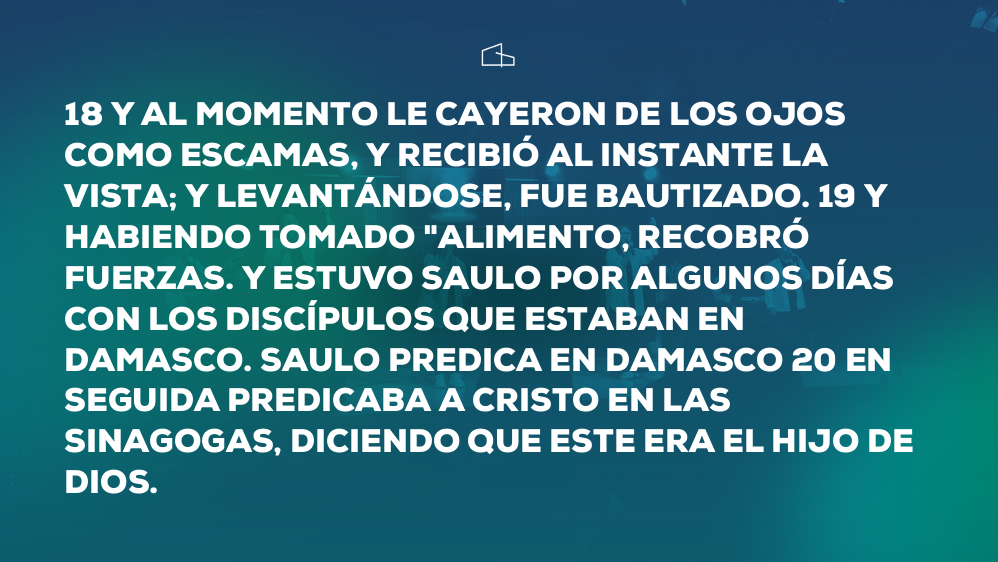 18 Y AL MOMENTO LE CAYERON DE LOS OJOS
COMO ESCAMAS, Y RECIBIÓ AL INSTANTE LA
VISTA; Y LEVANTÁNDOSE, FUE BAUTIZADO. 19 Y
HABIENDO TOMADO "ALIMENTO, RECOBRÓ
FUERZAS. Y ESTUVO SAULO POR ALGUNOS DÍAS
CON LOS DISCÍPULOS QUE ESTABAN EN
DAMASCO. SAULO PREDICA EN DAMASCO 20 EN
SEGUIDA PREDICABA A CRISTO EN LAS
SINAGOGAS, DICIENDO QUE ESTE ERA EL HIJO DE
DIOS.